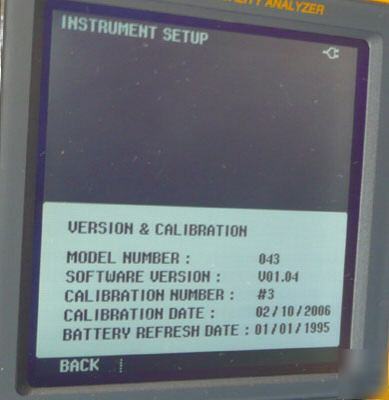 ANALYZER
INSTRUMENT SETUP
VERSION & CALIBRATION
MODEL NUMBER : 043
SOFTWARE VERSION : V01.04
CALIBRATION NUMBER : #3
CALIBRATION DATE : 02/10/2006
BATTERY REFRESH DATE : 01/01/1995
BACK